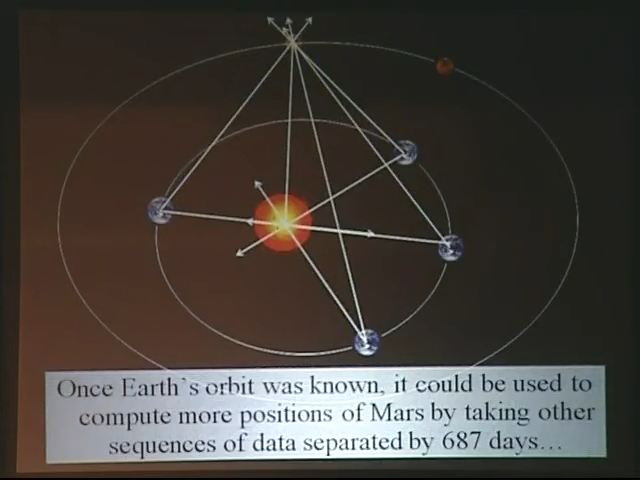 Once Earth`s orbit was known, it could be used to
compute more positions of Mars by taking other
sequences of data separated by 687 days…